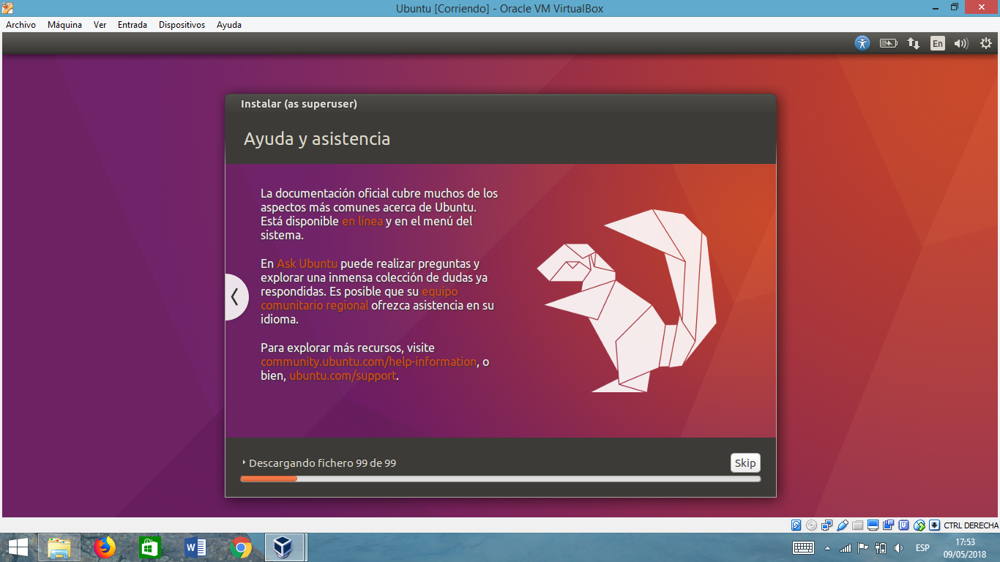 Ubuntu [Corriendo] - Oracle VM VirtualBox
Archivo Máquina Ver Entrada Dispositivos Ayuda
En
Instalar (as superuser)
Ayuda y asistencia
La documentación oficial cubre muchos de los
aspectos más comunes acerca de Ubuntu.
Está disponible en línea y en el menú del
sistema.
En Ask Ubuntu puede realizar preguntas y
explorar una inmensa colección de dudas ya
respondidas. Es posible que su equipo
comunitario regional ofrezca asistencia en su
idioma.
Para explorar más recursos, visite
community.ubuntu.com/help-information, o
bien, ubuntu.com/support.
Descargando fichero 99 de 99
Skip
CTRL DERECHA
ESP
17:53
09/05/2018